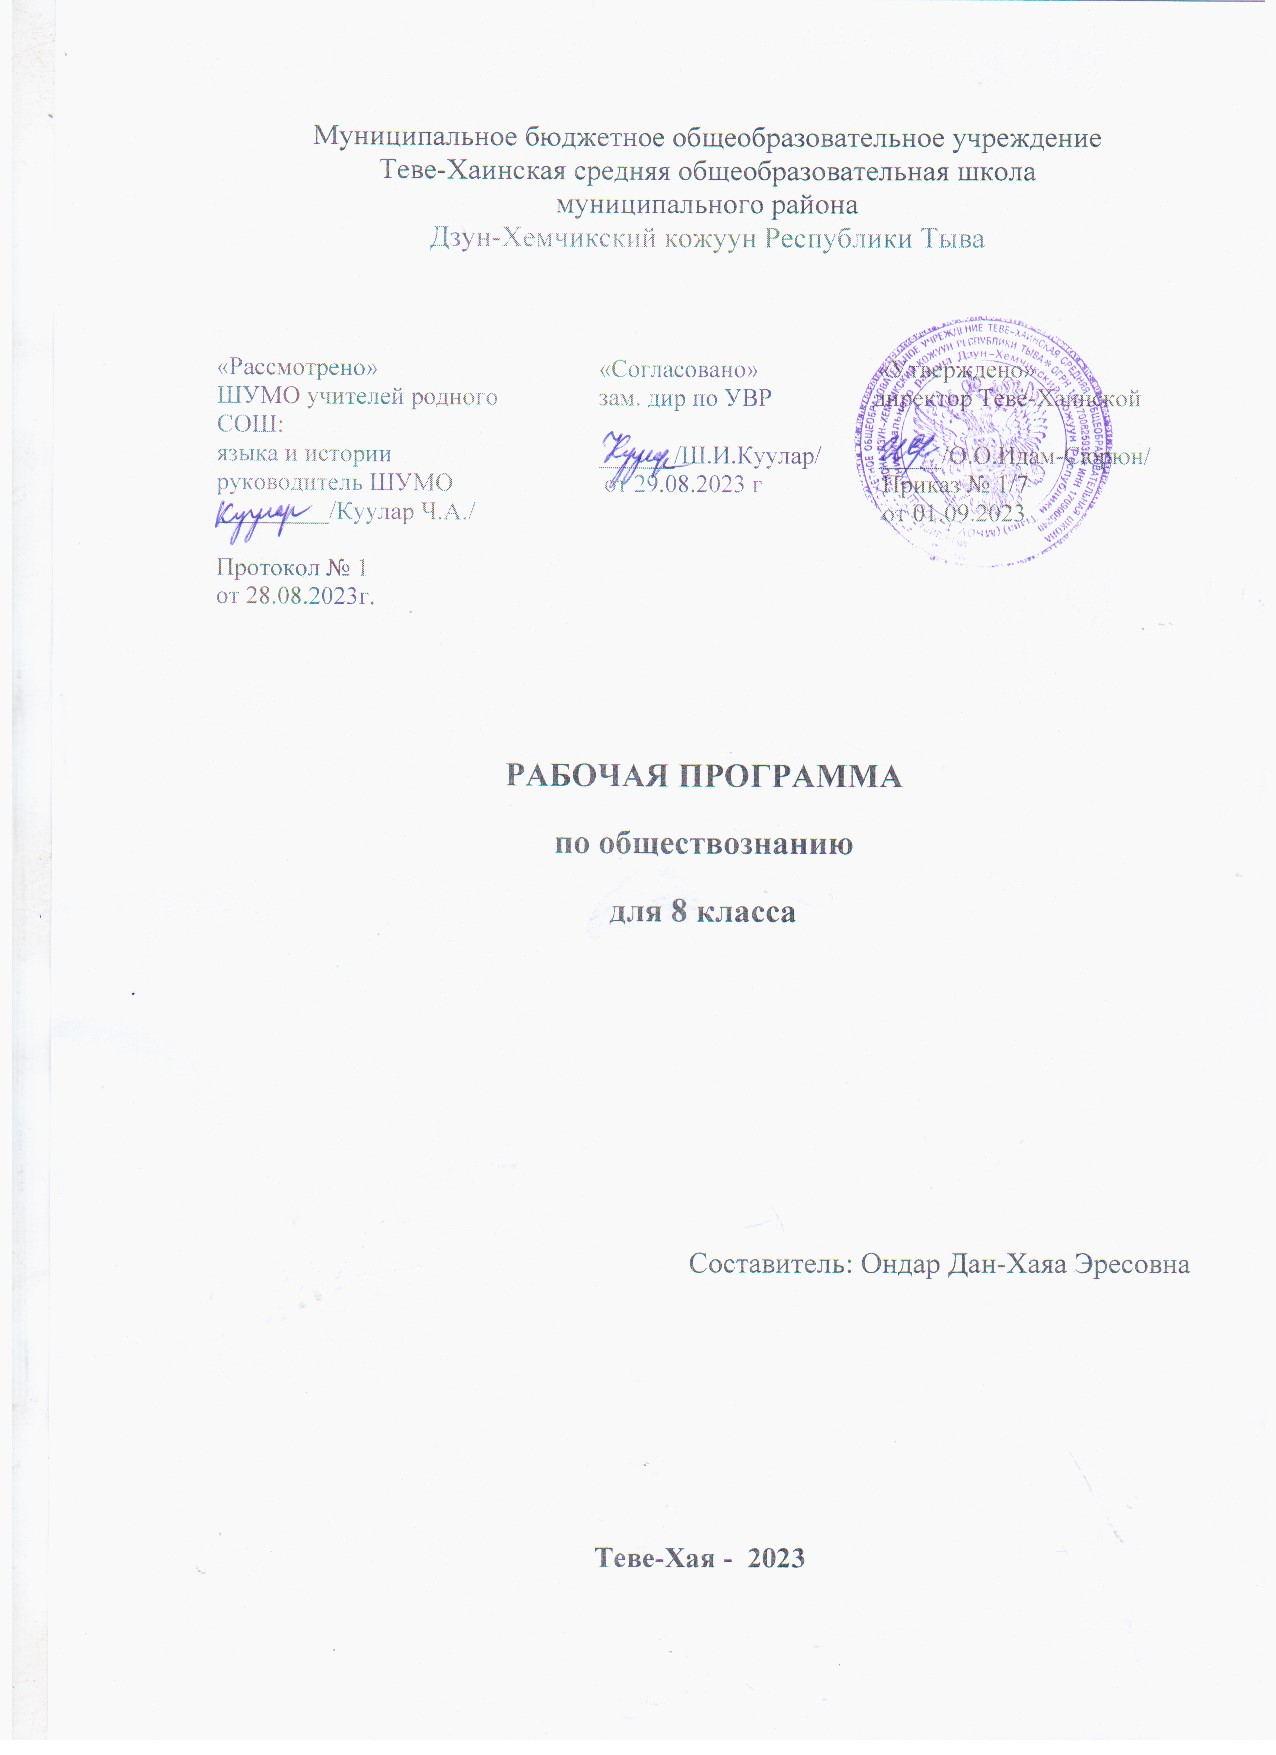 Муниципальное бюджетное общеобразовательное учреждение
Теве-Хаинская средняя общеобразовательная школа
муниципального района
Дзун-Хемчикский кожуун Республики Тыва
«Рассмотрено»
ШУМО учителей родного
СОШ:
языка и истории
руководитель ШУМО
/Куулар Ч.А./
Протокол № 1
от 28.08.2023г.
«Согласовано»
зам. дир по УВР
/Ш.И.Куулар/
от 29.08.2023 г
«Утверждено»
директор Теве-Хаинской
/О.О.Идам-Сюрюн/
Приказ № 1/7
от 01.09.2023
РАБОЧАЯ ПРОГРАММА
по обществознанию
для 8 класса
Составитель: Ондар Дан-Хаяа Эресовна
Теве-Хая - 2023